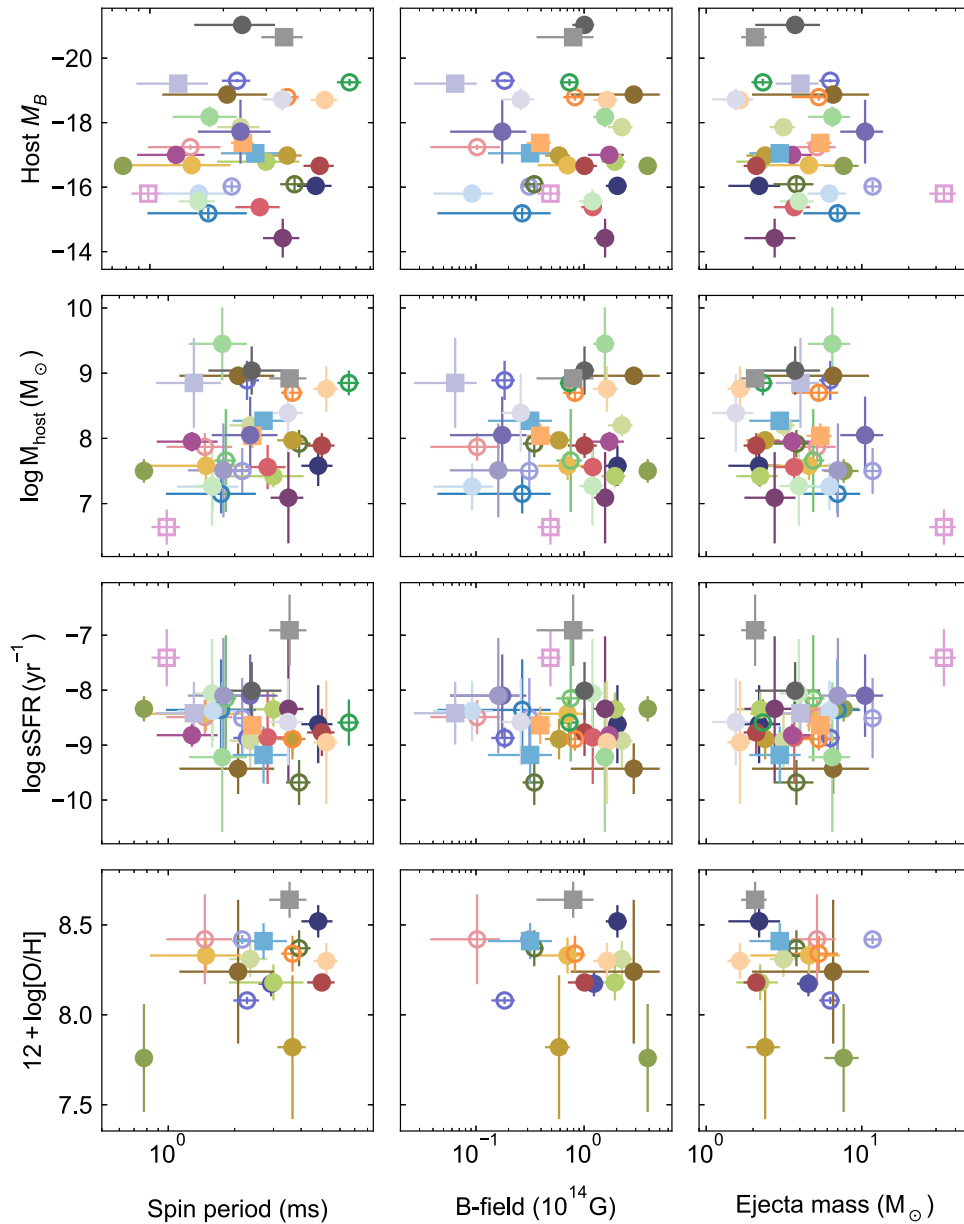 Host M_B
−20
−18
−16
−14
log M_host (M_⊙)
10
9
8
7
log sSFR (yr^−1)
−7
−8
−9
−10
12 + log[O/H]
8.5
8.0
7.5
10^0
10^−1
10^0
10^0
10^1
Spin period (ms)
B-field (10^14 G)
Ejecta mass (M_⊙)